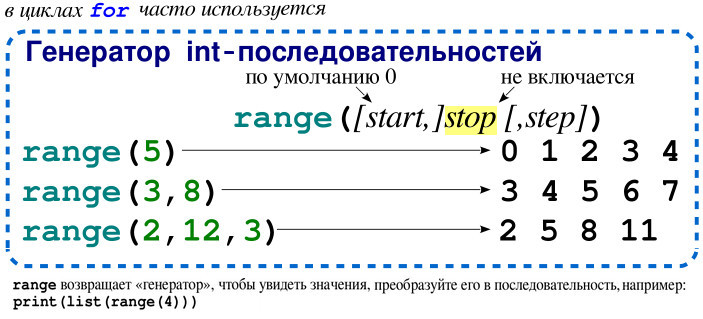 в циклах for часто используется
Генератор int-последовательностей
по умолчанию 0 не включается
range([start,]stop [,step])
range(5) 0 1 2 3 4
range(3,8) 3 4 5 6 7
range(2,12,3) 2 5 8 11
range возвращает «генератор», чтобы увидеть значения, преобразуйте его в последовательность, например:
print(list(range(4)))